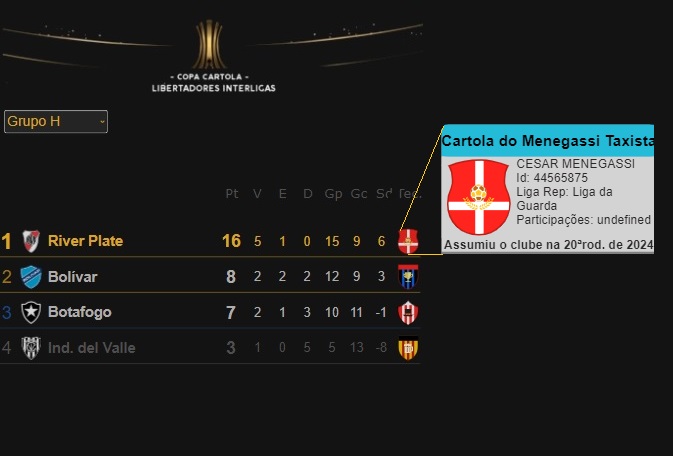 - COPA CARTOLA -
LIBERTADORES INTERLIGAS
Grupo H
Cartola do Menegassi Taxista
CESAR MENEGASSI
Id: 44565875
Liga Rep: Liga da
Guarda
Participações: undefined
Assumiu o clube na 20ªrod. de 2024
Pt V E D Gp Gc Sd Tec.
1 River Plate 16 5 1 0 15 9 6
2 Bolívar 8 2 2 2 12 9 3
3 Botafogo 7 2 1 3 10 11 -1
4 Ind. del Valle 3 1 0 5 5 13 -8